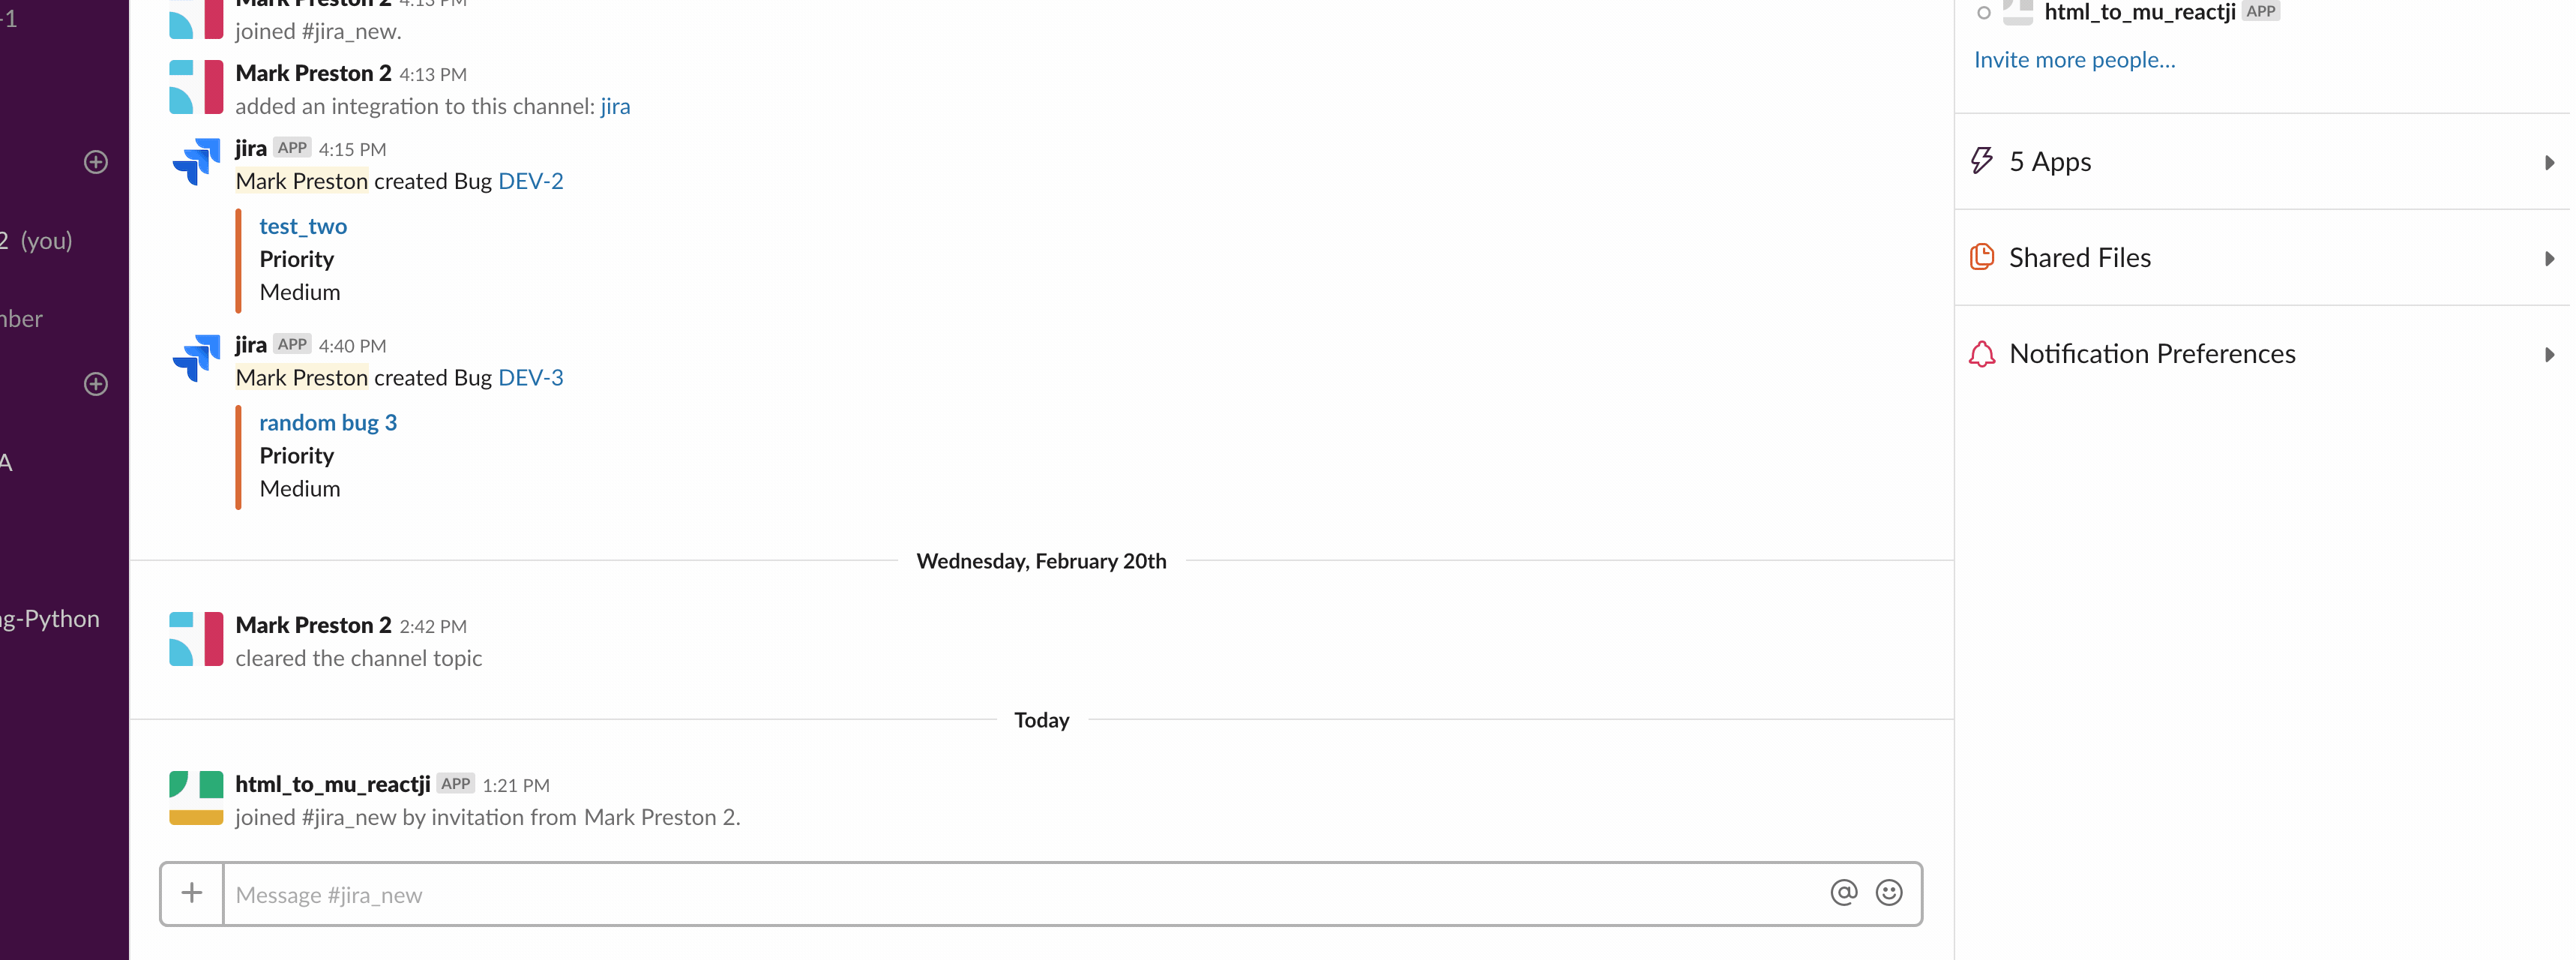 -1
2 (you)
nber
A
ng-Python
Mark Preston 2 4:13 PM
joined #jira_new.
Mark Preston 2 4:13 PM
added an integration to this channel: jira
jira APP 4:15 PM
Mark Preston created Bug DEV-2
test_two
Priority
Medium
jira APP 4:40 PM
Mark Preston created Bug DEV-3
random bug 3
Priority
Medium
Wednesday, February 20th
Mark Preston 2 2:42 PM
cleared the channel topic
Today
html_to_mu_reactji APP 1:21 PM
joined #jira_new by invitation from Mark Preston 2.
Message #jira_new
html_to_mu_reactji APP
Invite more people...
5 Apps
Shared Files
Notification Preferences